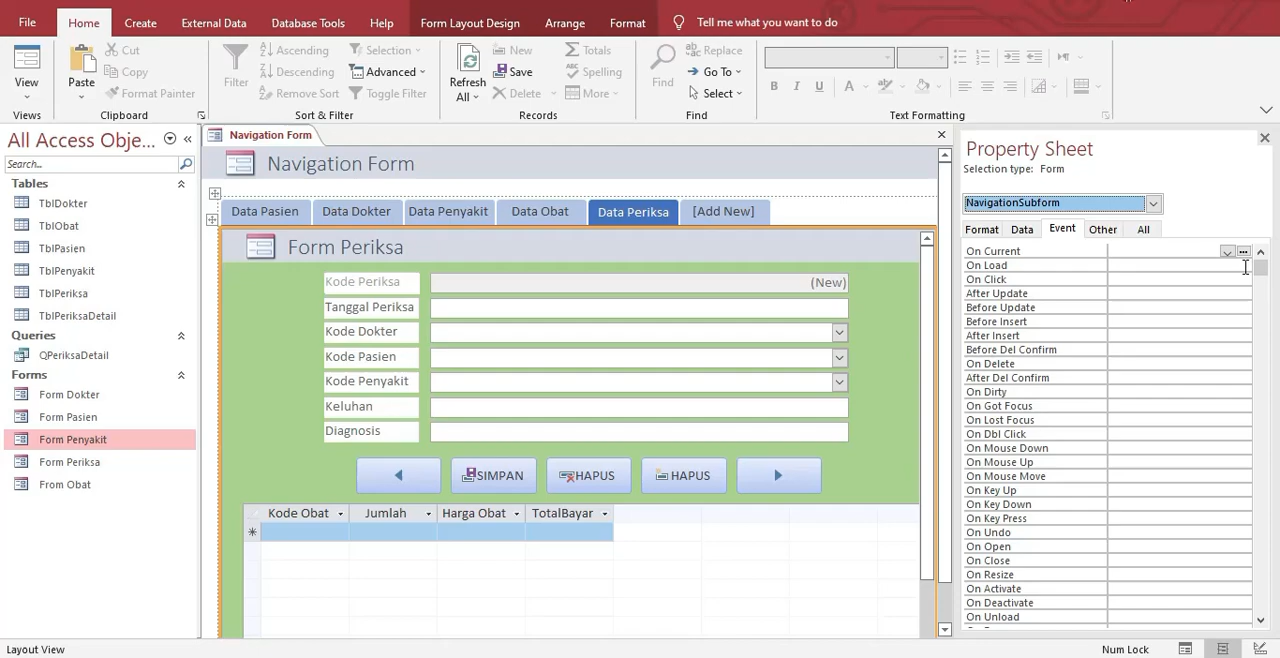 File Home Create External Data Database Tools Help Form Layout Design Arrange Format Tell me what you want to do
View
Views
Paste
Cut
Copy
Format Painter
Clipboard
Filter
Ascending
Descending
Remove Sort
Selection
Advanced
Toggle Filter
Sort & Filter
Refresh
All
New
Save
Delete
Totals
Spelling
More
Records
Find
Replace
Go To
Select
Find
B I U A
Text Formatting
All Access Obje...
Search...
Tables
TblDokter
TblObat
TblPasien
TblPenyakit
TblPeriksa
TblPeriksaDetail
Queries
QPeriksaDetail
Forms
Form Dokter
Form Pasien
Form Penyakit
Form Periksa
From Obat
Navigation Form
Navigation Form
Data Pasien Data Dokter Data Penyakit Data Obat Data Periksa [Add New]
Form Periksa
Kode Periksa (New)
Tanggal Periksa
Kode Dokter
Kode Pasien
Kode Penyakit
Keluhan
Diagnosis
SIMPAN HAPUS HAPUS
Kode Obat Jumlah Harga Obat TotalBayar
Property Sheet
Selection type: Form
NavigationSubform
Format Data Event Other All
On Current
On Load
On Click
After Update
Before Update
Before Insert
After Insert
Before Del Confirm
On Delete
After Del Confirm
On Dirty
On Got Focus
On Lost Focus
On Dbl Click
On Mouse Down
On Mouse Up
On Mouse Move
On Key Up
On Key Down
On Key Press
On Undo
On Open
On Close
On Resize
On Activate
On Deactivate
On Unload
Layout View Num Lock